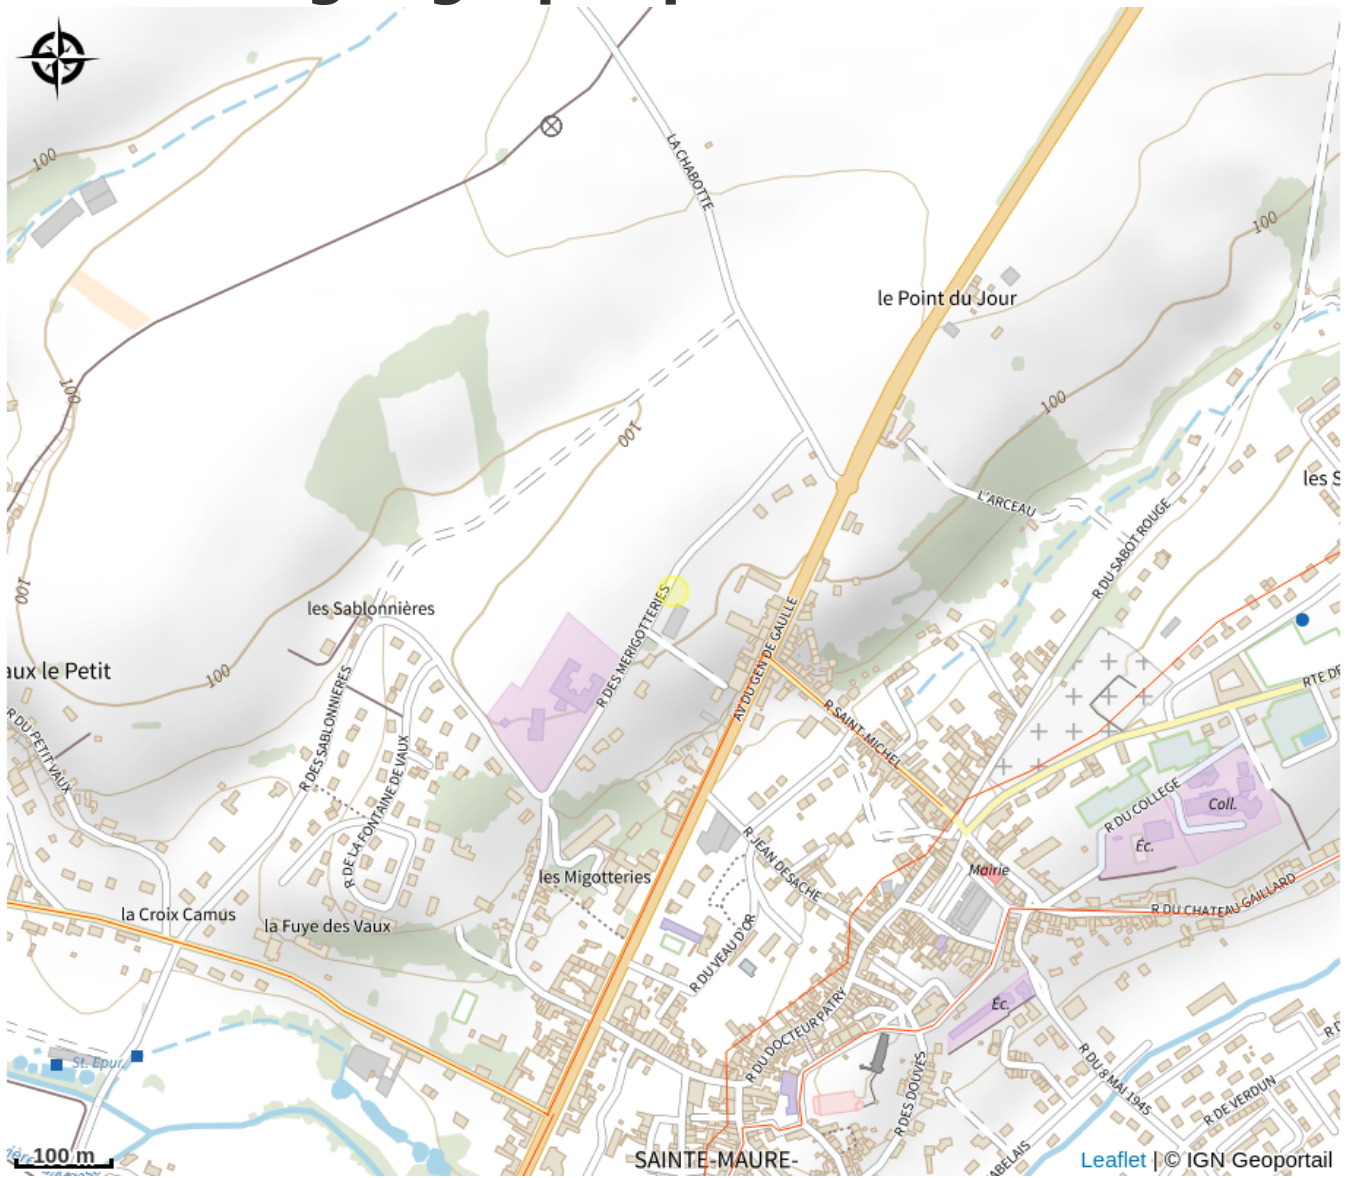 100
LA CHABOTTE
100
le Point du Jour
100
100
100
les S
L'ARCEAU
R DU SABOT ROUGE
100
les Sablonnières
R DES MERIGOTTERIES
AV DU GEN DE GAULLE
aux le Petit
100
RTE DE
R DU PETIT VAUX
R DES SABLONNIERES
R SAINT-MICHEL
R DE LA FONTAINE DE VAUX
R DU COLLEGE
Coll.
Éc.
R JEAN DESACHE
Mairie
les Migotteries
R DU CHATEAU GAILLARD
la Croix Camus
la Fuye des Vaux
R DU VEAU D'OR
Éc.
R DU DOCTEUR PATRY
St. Epur.
R DES DOUVES
R DU 8 MAI 1945
R DE VERDUN
R D
ABELAIS
100 m
SAINTE-MAURE-
Leaflet | © IGN Geoportail